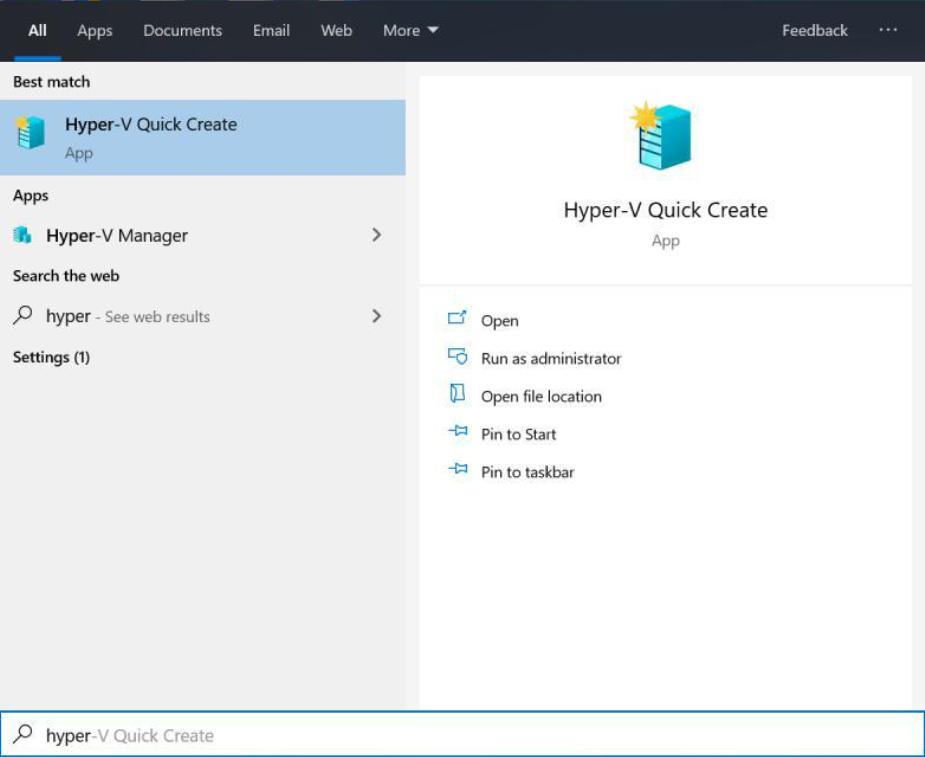 All Apps Documents Email Web More Feedback ...
Best match
Hyper-V Quick Create
App
Apps
Hyper-V Manager
Search the web
hyper - See web results
Settings (1)
Hyper-V Quick Create
App
Open
Run as administrator
Open file location
Pin to Start
Pin to taskbar
hyper-V Quick Create